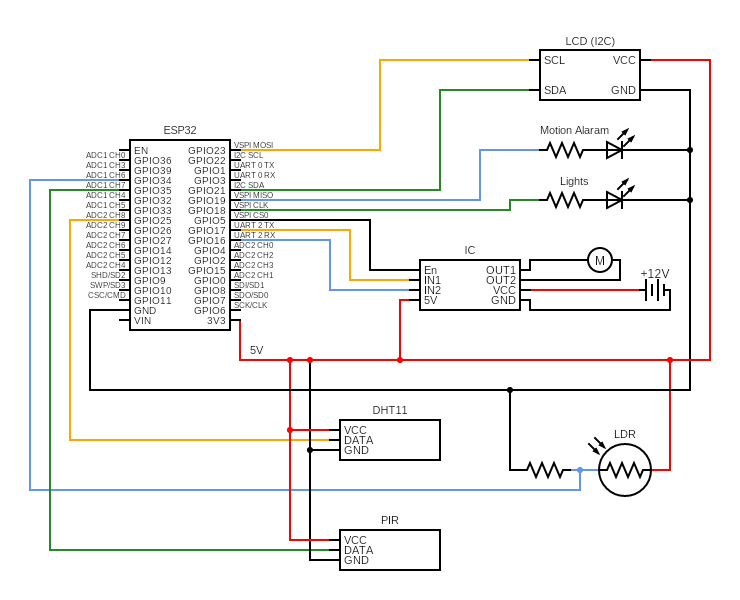 LCD (I2C)
SCL VCC
SDA GND
Motion Alaram
Lights
ESP32
EN GPIO23 VSPI MOSI
ADC1 CH0 GPIO36 GPIO22 I2C SCL
ADC1 CH3 GPIO39 GPIO1 UART 0 TX
ADC1 CH6 GPIO34 GPIO3 UART 0 RX
ADC1 CH7 GPIO35 GPIO21 I2C SDA
ADC1 CH4 GPIO32 GPIO19 VSPI MISO
ADC1 CH5 GPIO33 GPIO18 VSPI CLK
ADC2 CH8 GPIO25 GPIO5 VSPI CS0
ADC2 CH9 GPIO26 GPIO17 UART 2 TX
ADC2 CH7 GPIO27 GPIO16 UART 2 RX
ADC2 CH6 GPIO14 GPIO4 ADC2 CH0
ADC2 CH5 GPIO12 GPIO2 ADC2 CH2
ADC2 CH4 GPIO13 GPIO15 ADC2 CH3
SHD/SD2 GPIO9 GPIO0 ADC2 CH1
SWP/SD3 GPIO10 GPIO8 SDI/SD1
CSC/CMD GPIO11 GPIO7 SDO/SD0
GND GPIO6 SCK/CLK
VIN 3V3
IC
En OUT1
IN1 OUT2
IN2 VCC
5V GND
M
+12V
5V
DHT11
VCC
DATA
GND
LDR
PIR
VCC
DATA
GND